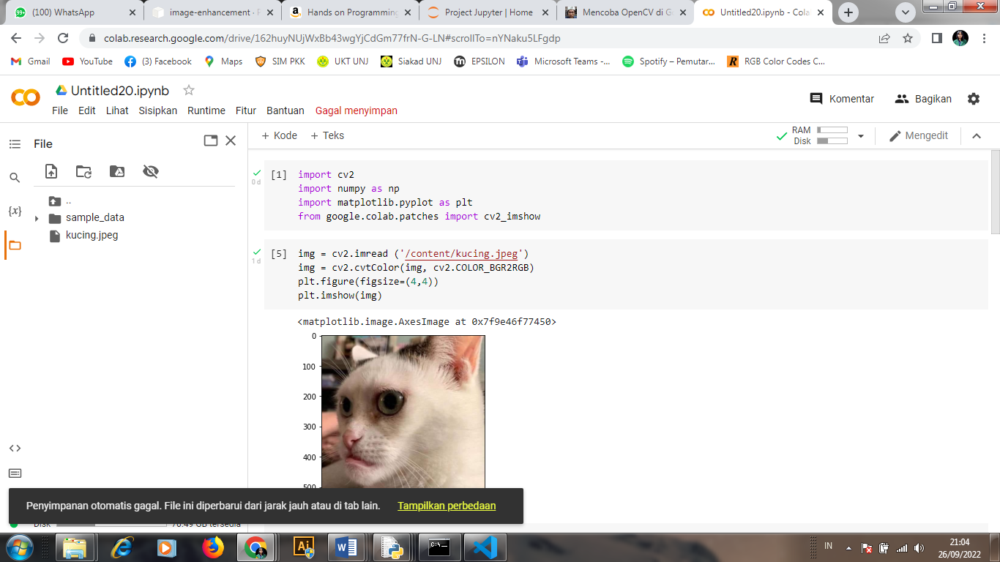 (100) WhatsApp
image-enhancement · P
Hands on Programming
Project Jupyter | Home
Mencoba OpenCV di G
Untitled20.ipynb - Cola
colab.research.google.com/drive/162huyNUjWxBb43wgYjCdGm77frN-G-LN#scrollTo=nYNaku5LFgdp
Gmail YouTube (3) Facebook Maps SIM PKK UKT UNJ Siakad UNJ EPSILON Microsoft Teams -... Spotify – Pemutar... RGB Color Codes C...
Untitled20.ipynb
Komentar Bagikan
File Edit Lihat Sisipkan Runtime Fitur Bantuan Gagal menyimpan
File
+ Kode + Teks
RAM
Disk
Mengedit
..
sample_data
kucing.jpeg
{x}
<>
0 d
[1] import cv2
import numpy as np
import matplotlib.pyplot as plt
from google.colab.patches import cv2_imshow
1 d
[5] img = cv2.imread ('/content/kucing.jpeg')
img = cv2.cvtColor(img, cv2.COLOR_BGR2RGB)
plt.figure(figsize=(4,4))
plt.imshow(img)
<matplotlib.image.AxesImage at 0x7f9e46f77450>
0
100
200
300
400
500
Penyimpanan otomatis gagal. File ini diperbarui dari jarak jauh atau di tab lain. Tampilkan perbedaan
Disk 70.49 GB tersedia
Ai
W
C:\
IN
21:04
26/09/2022